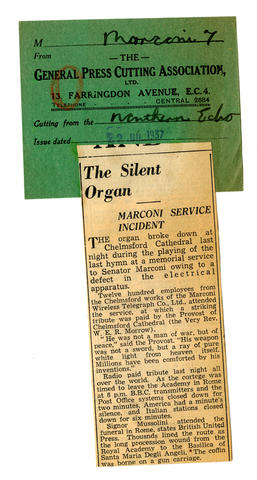 M Marconi 7
From — THE —
GENERAL PRESS CUTTING ASSOCIATION,
LTD.
13, FARRINGDON AVENUE, E.C.4.
TELEPHONE CENTRAL 2684
Cutting from the Northern Echo
Issue dated 22 JUL 1937
The Silent
Organ
MARCONI SERVICE
INCIDENT
THE organ broke down at
Chelmsford Cathedral last
night during the playing of the
last hymn at a memorial service
to Senator Marconi owing to a
defect in the electrical
apparatus.
Twelve hundred employees from
the Chelmsford works of the Marconi
Wireless Telegraph Co., Ltd., attended
the service, at which a striking
tribute was paid by the Provost of
Chelmsford Cathedral (the Very Rev.
W. E. R. Morrow).
"He was not a man of war, but of
peace," said the Provost. "His weapon
was not a sword, but a ray of pure
white light from heaven itself.
Millions have been comforted by his
inventions."
Radio paid tribute last night all
over the world. As the cortege was
timed to leave the Academy in Rome
at 6 p.m. B.B.C. transmitters and the
Post Office systems closed down for
two minutes, America had a minute's
silence, and Italian stations closed
down for six minutes.
Signor Mussolini attended the
funeral in Rome, states British United
Press. Thousands lined the route as
the long procession wound from the
Royal Academy to the Basilica of
Santa Maria Degli Angeli. The coffin
was borne on a gun carriage.